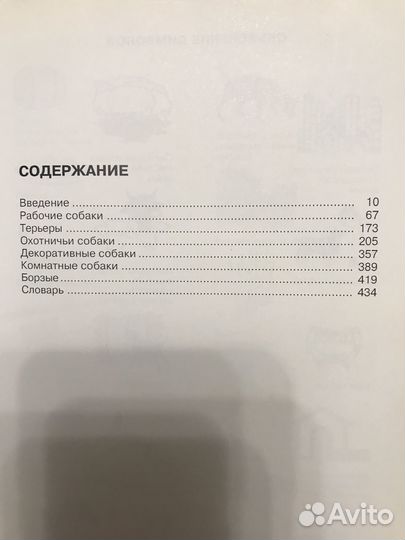 СОДЕРЖАНИЕ
Введение 10
Рабочие собаки 67
Терьеры 173
Охотничьи собаки 205
Декоративные собаки 357
Комнатные собаки 389
Борзые 419
Словарь 434
Avito